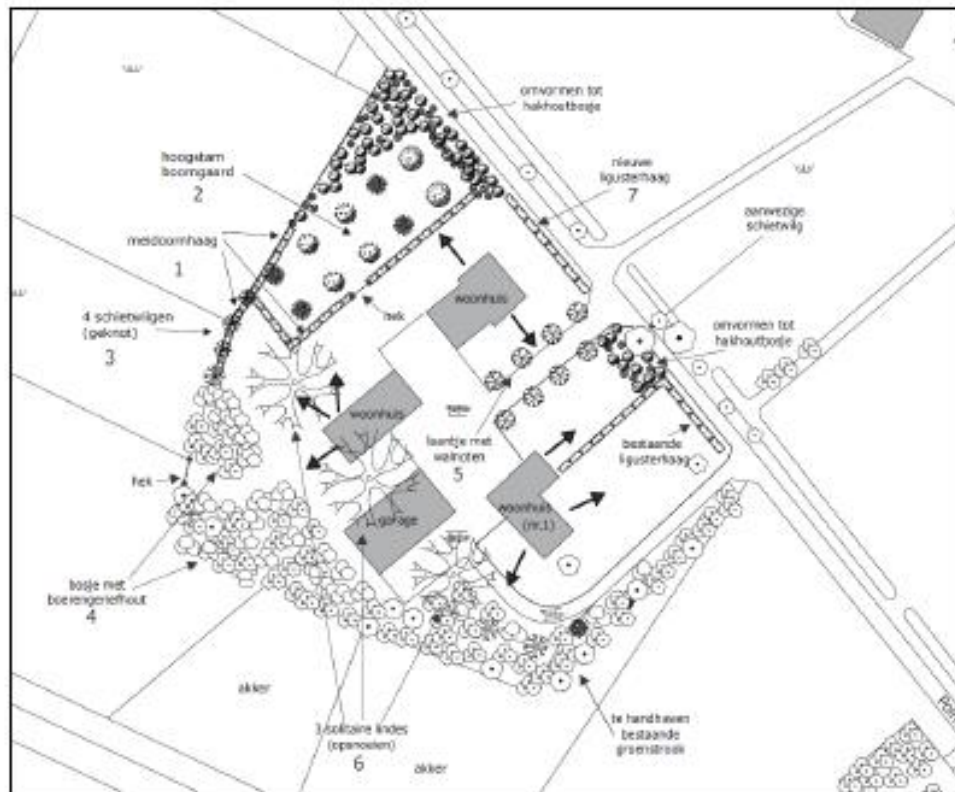 omvormen tot
hakhoutbosje
hoogstam
boomgaard
2
nieuwe
ligusterhaag
7
aanwezige
schietwilg
meidoornhaag
1
4 schietwilgen
(geknot)
3
hek
woonhuis
omvormen tot
hakhoutbosje
woonhuis
laantje met
walnoten
5
bestaande
ligusterhaag
hek
garage
woonhuis
(nr.1)
bosje met
boerengeriefhout
4
akker
3 solitaire lindes
(opsnoeien)
6
akker
te handhaven
bestaande
groenstrook